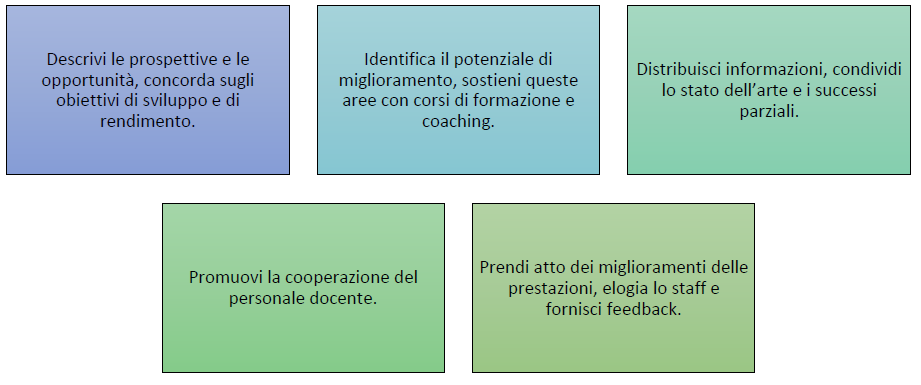 Descrivi le prospettive e le
opportunità, concorda sugli
obiettivi di sviluppo e di
rendimento.
Identifica il potenziale di
miglioramento, sostieni queste
aree con corsi di formazione e
coaching.
Distribuisci informazioni, condividi
lo stato dell’arte e i successi
parziali.
Promuovi la cooperazione del
personale docente.
Prendi atto dei miglioramenti delle
prestazioni, elogia lo staff e
fornisci feedback.